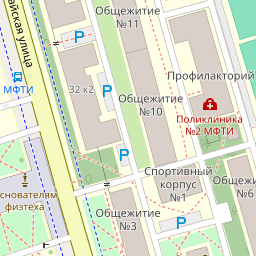 Общежитие
№11
айская улица
P
МФТИ
32 к2
P
Общежитие
№10
Профилакторий
Поликлиника
№2 МФТИ
P
Спортивный
корпус
№1
Общежи
№6
основателям
физтеха
Общежитие
№3
P